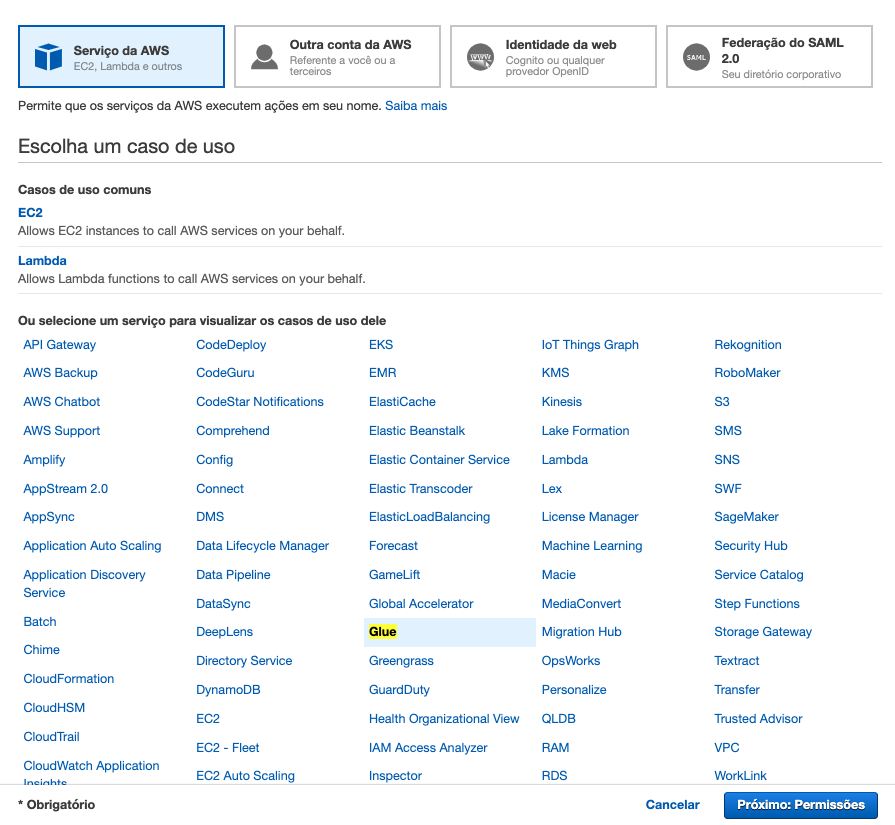 Serviço da AWS
EC2, Lambda e outros
Outra conta da AWS
Referente a você ou a
terceiros
WWW
Identidade da web
Cognito ou qualquer
provedor OpenID
SAML
Federação do SAML
2.0
Seu diretório corporativo
Permite que os serviços da AWS executem ações em seu nome. Saiba mais
Escolha um caso de uso
Casos de uso comuns
EC2
Allows EC2 instances to call AWS services on your behalf.
Lambda
Allows Lambda functions to call AWS services on your behalf.
Ou selecione um serviço para visualizar os casos de uso dele
API Gateway
AWS Backup
AWS Chatbot
AWS Support
Amplify
AppStream 2.0
AppSync
Application Auto Scaling
Application Discovery
Service
Batch
Chime
CloudFormation
CloudHSM
CloudTrail
CloudWatch Application
Insights
CodeDeploy
CodeGuru
CodeStar Notifications
Comprehend
Config
Connect
DMS
Data Lifecycle Manager
Data Pipeline
DataSync
DeepLens
Directory Service
DynamoDB
EC2
EC2 - Fleet
EC2 Auto Scaling
EKS
EMR
ElastiCache
Elastic Beanstalk
Elastic Container Service
Elastic Transcoder
ElasticLoadBalancing
Forecast
GameLift
Global Accelerator
Glue
Greengrass
GuardDuty
Health Organizational View
IAM Access Analyzer
Inspector
IoT Things Graph
KMS
Kinesis
Lake Formation
Lambda
Lex
License Manager
Machine Learning
Macie
MediaConvert
Migration Hub
OpsWorks
Personalize
QLDB
RAM
RDS
Rekognition
RoboMaker
S3
SMS
SNS
SWF
SageMaker
Security Hub
Service Catalog
Step Functions
Storage Gateway
Textract
Transfer
Trusted Advisor
VPC
WorkLink
* Obrigatório
Cancelar
Próximo: Permissões